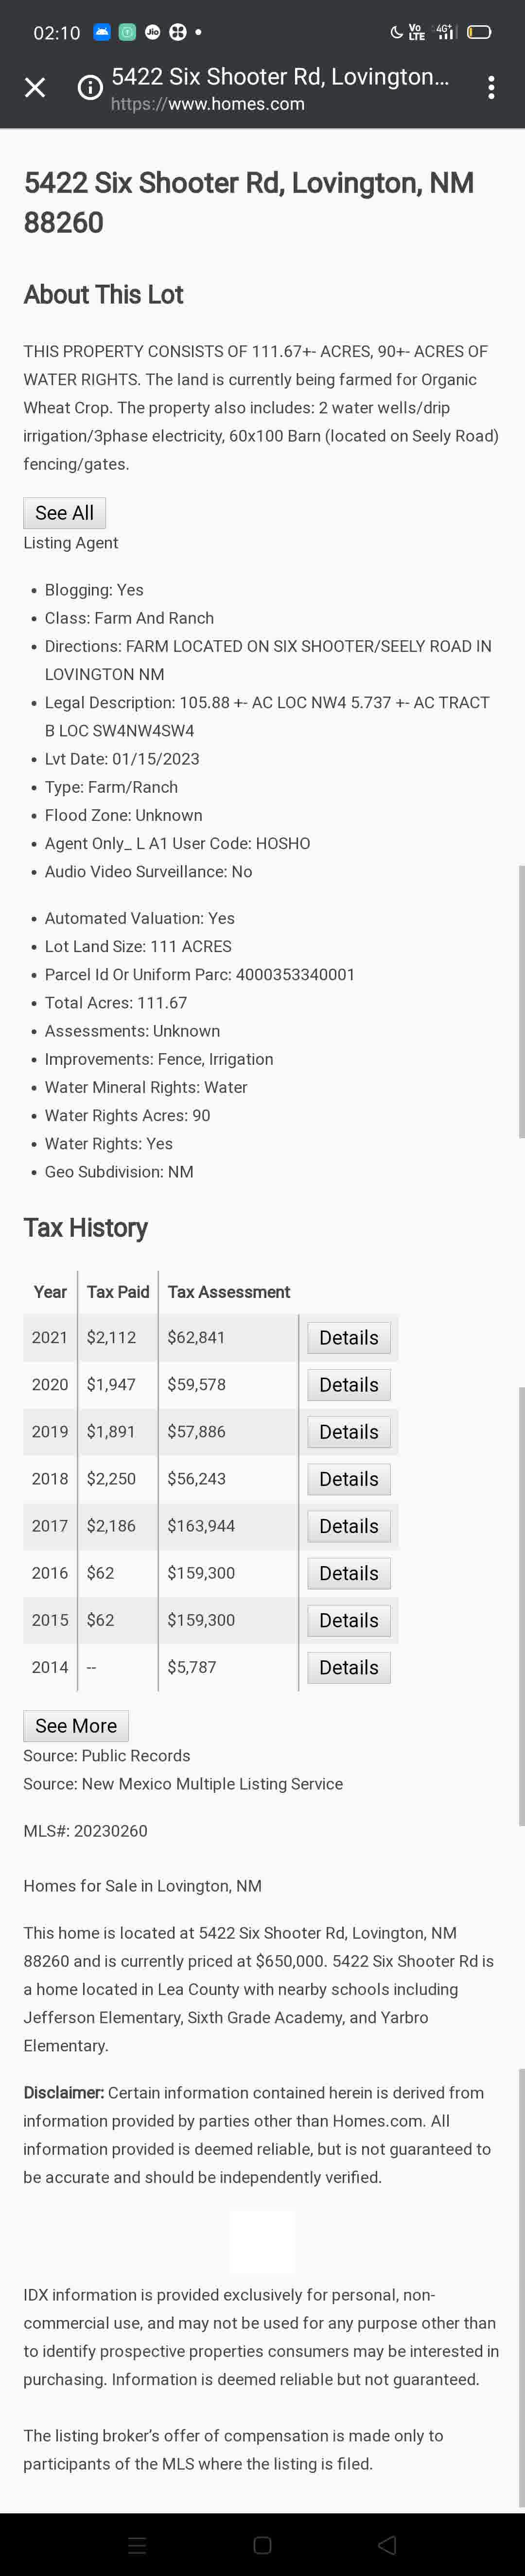 02:10
Jio
Vo
LTE
4G+
5422 Six Shooter Rd, Lovington...
https://www.homes.com
5422 Six Shooter Rd, Lovington, NM
88260
About This Lot
THIS PROPERTY CONSISTS OF 111.67+- ACRES, 90+- ACRES OF
WATER RIGHTS. The land is currently being farmed for Organic
Wheat Crop. The property also includes: 2 water wells/drip
irrigation/3phase electricity, 60x100 Barn (located on Seely Road)
fencing/gates.
See All
Listing Agent
• Blogging: Yes
• Class: Farm And Ranch
• Directions: FARM LOCATED ON SIX SHOOTER/SEELY ROAD IN
LOVINGTON NM
• Legal Description: 105.88 +- AC LOC NW4 5.737 +- AC TRACT
B LOC SW4NW4SW4
• Lvt Date: 01/15/2023
• Type: Farm/Ranch
• Flood Zone: Unknown
• Agent Only_ L A1 User Code: HOSHO
• Audio Video Surveillance: No
• Automated Valuation: Yes
• Lot Land Size: 111 ACRES
• Parcel Id Or Uniform Parc: 4000353340001
• Total Acres: 111.67
• Assessments: Unknown
• Improvements: Fence, Irrigation
• Water Mineral Rights: Water
• Water Rights Acres: 90
• Water Rights: Yes
• Geo Subdivision: NM
Tax History
Year Tax Paid Tax Assessment
2021 $2,112 $62,841 Details
2020 $1,947 $59,578 Details
2019 $1,891 $57,886 Details
2018 $2,250 $56,243 Details
2017 $2,186 $163,944 Details
2016 $62 $159,300 Details
2015 $62 $159,300 Details
2014 -- $5,787 Details
See More
Source: Public Records
Source: New Mexico Multiple Listing Service
MLS#: 20230260
Homes for Sale in Lovington, NM
This home is located at 5422 Six Shooter Rd, Lovington, NM
88260 and is currently priced at $650,000. 5422 Six Shooter Rd is
a home located in Lea County with nearby schools including
Jefferson Elementary, Sixth Grade Academy, and Yarbro
Elementary.
Disclaimer: Certain information contained herein is derived from
information provided by parties other than Homes.com. All
information provided is deemed reliable, but is not guaranteed to
be accurate and should be independently verified.
IDX information is provided exclusively for personal, non-
commercial use, and may not be used for any purpose other than
to identify prospective properties consumers may be interested in
purchasing. Information is deemed reliable but not guaranteed.
The listing broker's offer of compensation is made only to
participants of the MLS where the listing is filed.